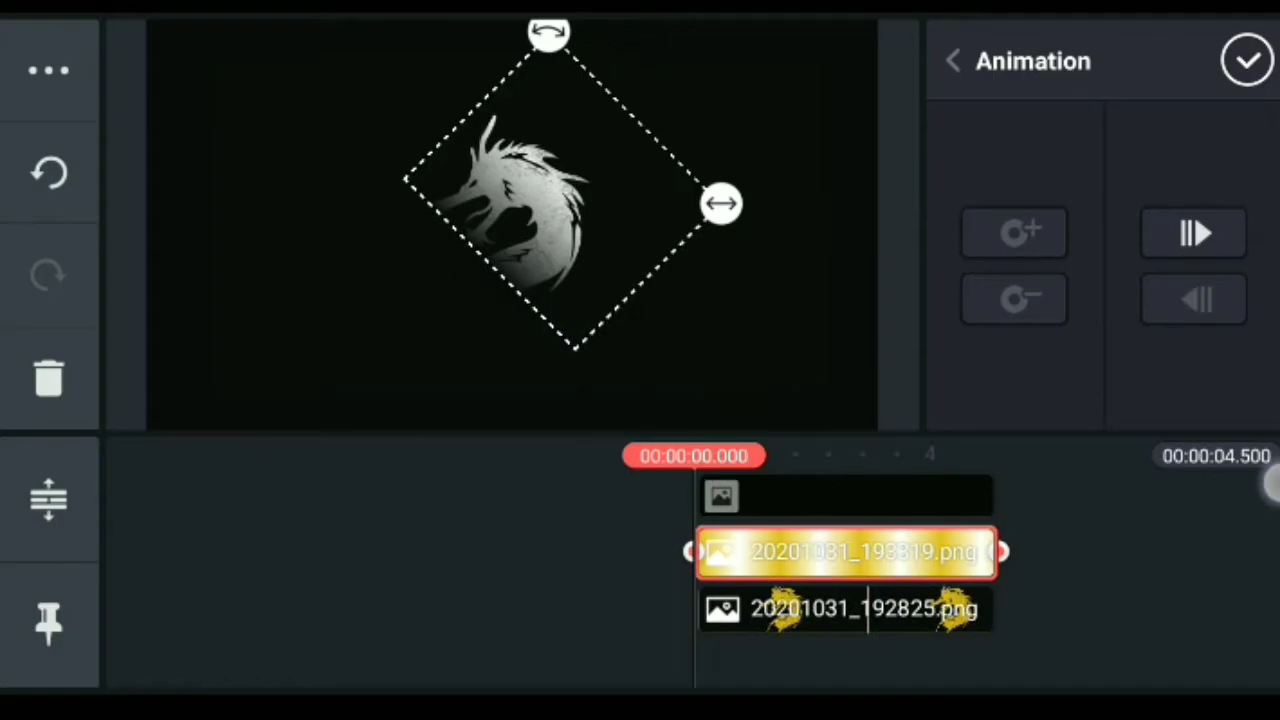 Animation
00:00:00.000
4
00:00:04.500
20201031_193319.png
20201031_192825.png